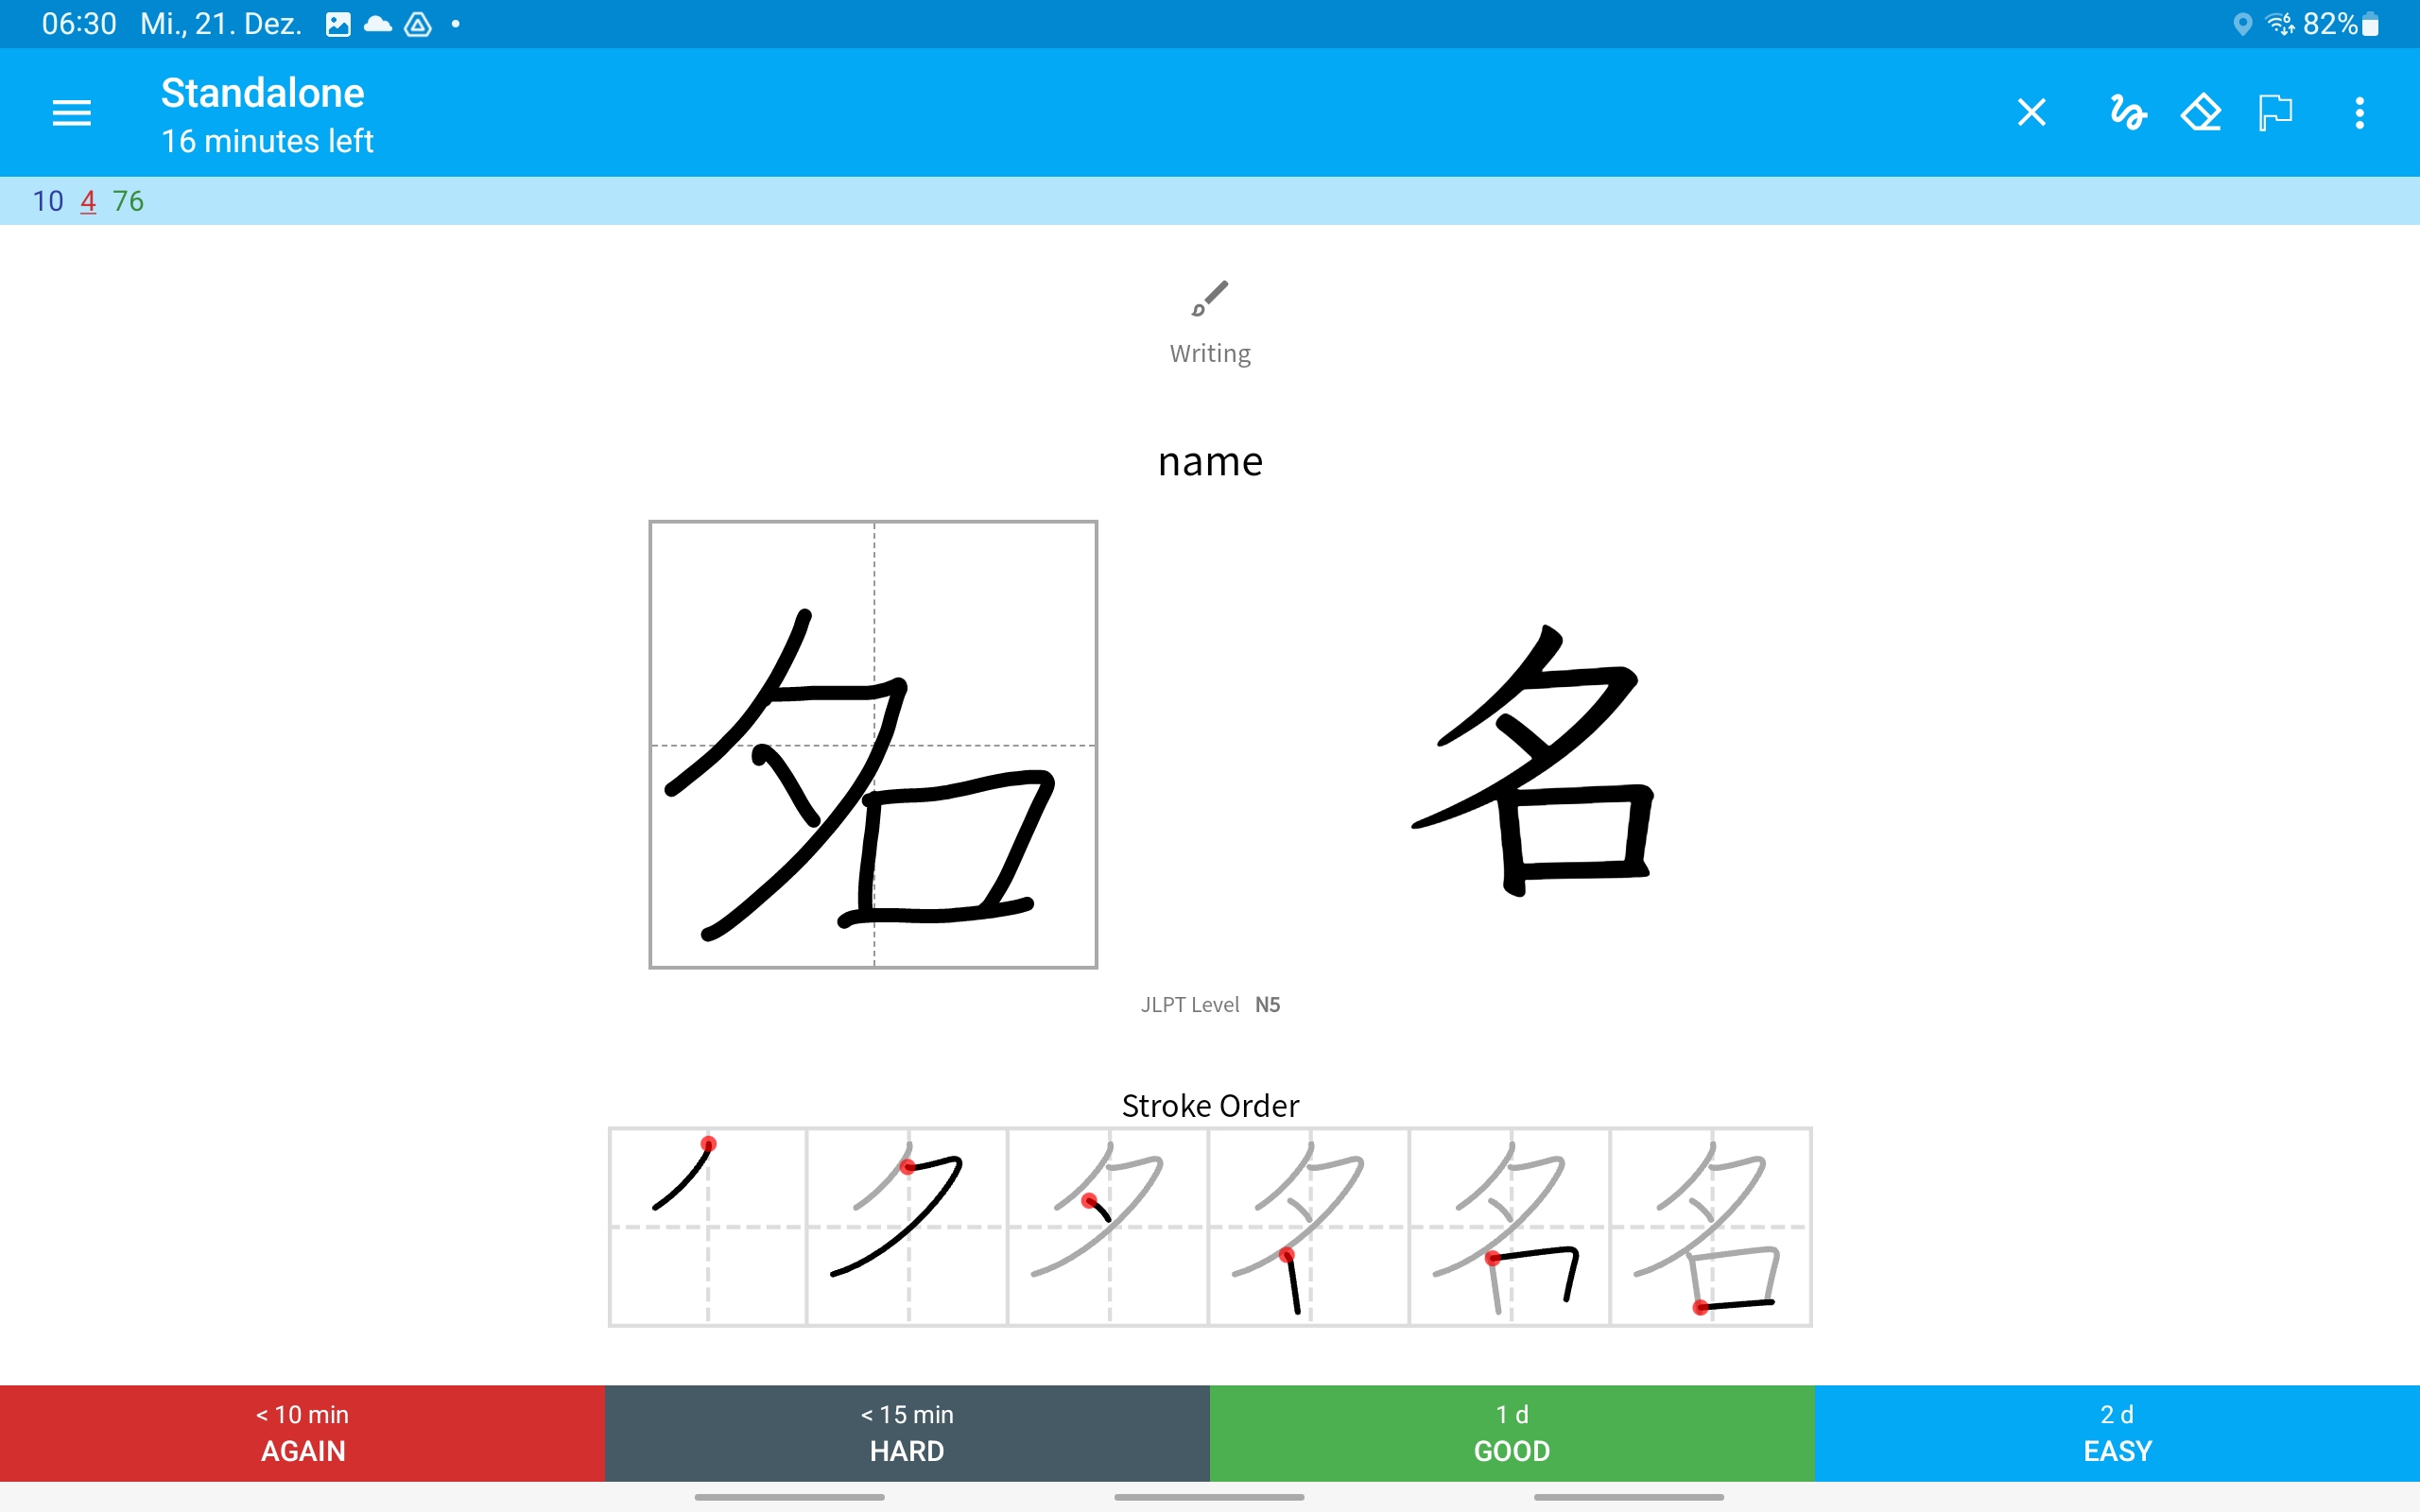 06:30 Mi., 21. Dez. 82%
Standalone
16 minutes left
10 4 76
Writing
name
名 名
JLPT Level N5
Stroke Order
< 10 min < 15 min 1 d 2 d
AGAIN HARD GOOD EASY